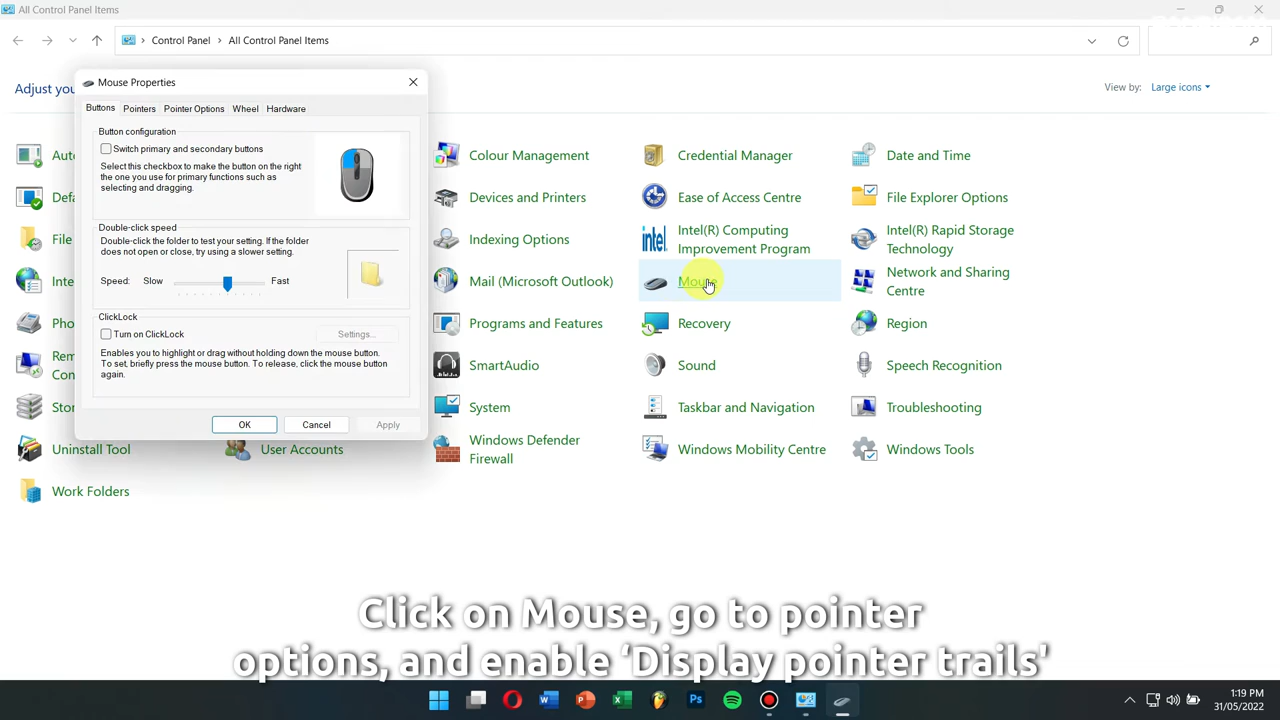 All Control Panel Items
Control Panel > All Control Panel Items
Adjust you
View by: Large icons
Mouse Properties
Buttons Pointers Pointer Options Wheel Hardware
Button configuration
Switch primary and secondary buttons
Select this checkbox to make the button on the right
the one you use for primary functions such as
selecting and dragging.
Double-click speed
Double-click the folder to test your setting. If the folder
does not open or close, try using a slower setting.
Speed: Slow Fast
ClickLock
Turn on ClickLock
Settings...
Enables you to highlight or drag without holding down the mouse button.
To set, briefly press the mouse button. To release, click the mouse button
again.
OK Cancel Apply
Auto
Colour Management
Credential Manager
Date and Time
Defa
Devices and Printers
Ease of Access Centre
File Explorer Options
File
Indexing Options
Intel(R) Computing
Improvement Program
Intel(R) Rapid Storage
Technology
Inte
Mail (Microsoft Outlook)
Mouse
Network and Sharing
Centre
Pho
Programs and Features
Recovery
Region
Rem
Con
SmartAudio
Sound
Speech Recognition
Stor
System
Taskbar and Navigation
Troubleshooting
Uninstall Tool
User Accounts
Windows Defender
Firewall
Windows Mobility Centre
Windows Tools
Work Folders
Click on Mouse, go to pointer
options, and enable ‘Display pointer trails'
1:19 PM
31/05/2022